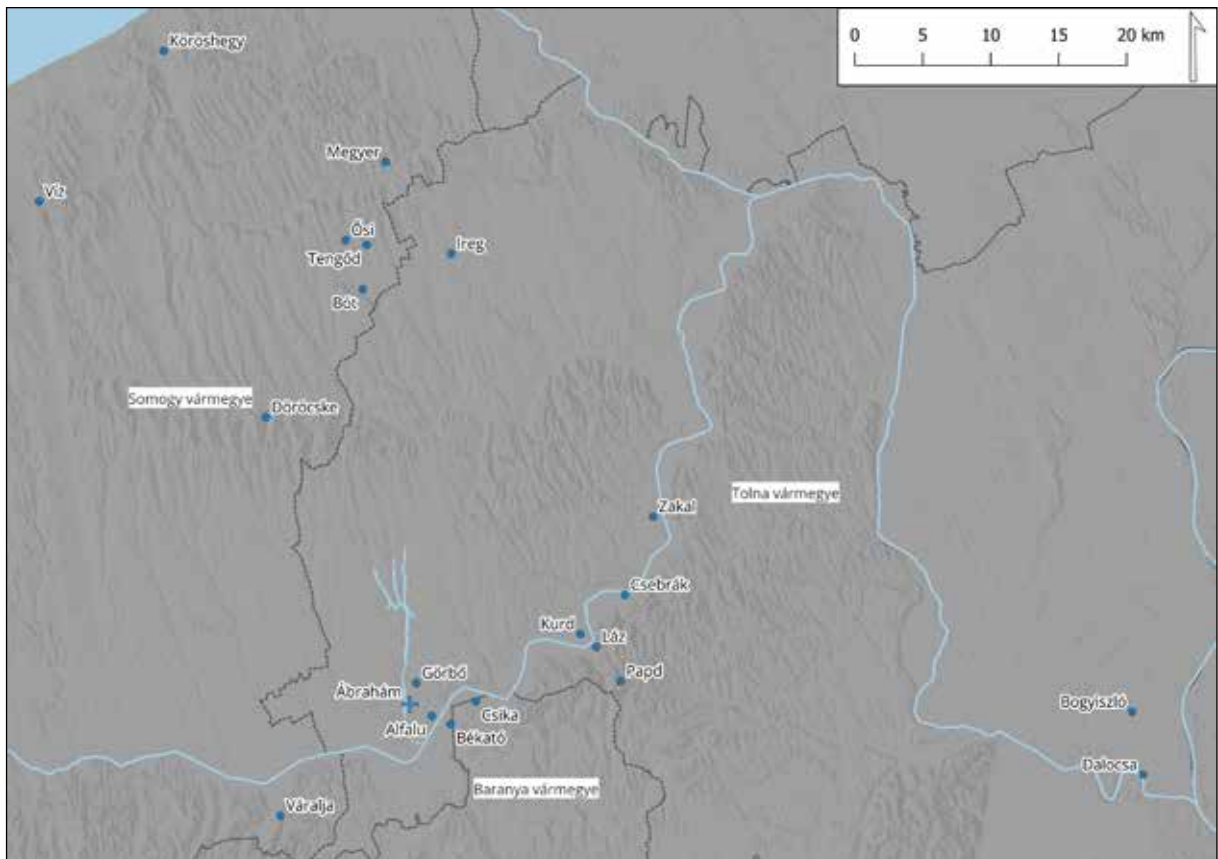 Kőröshegy
0 5 10 15 20 km
Megyer
Víz
Ősi
Tengőd
Ireg
Bót
Somogy vármegye
Döröcske
Tolna vármegye
Zákal
Csebrák
Kurd
Láz
Görbő
Papd
Ábrahám
Csika
Alfalu
Békató
Bogyiszló
Dalocsa
Baranya vármegye
Váralja